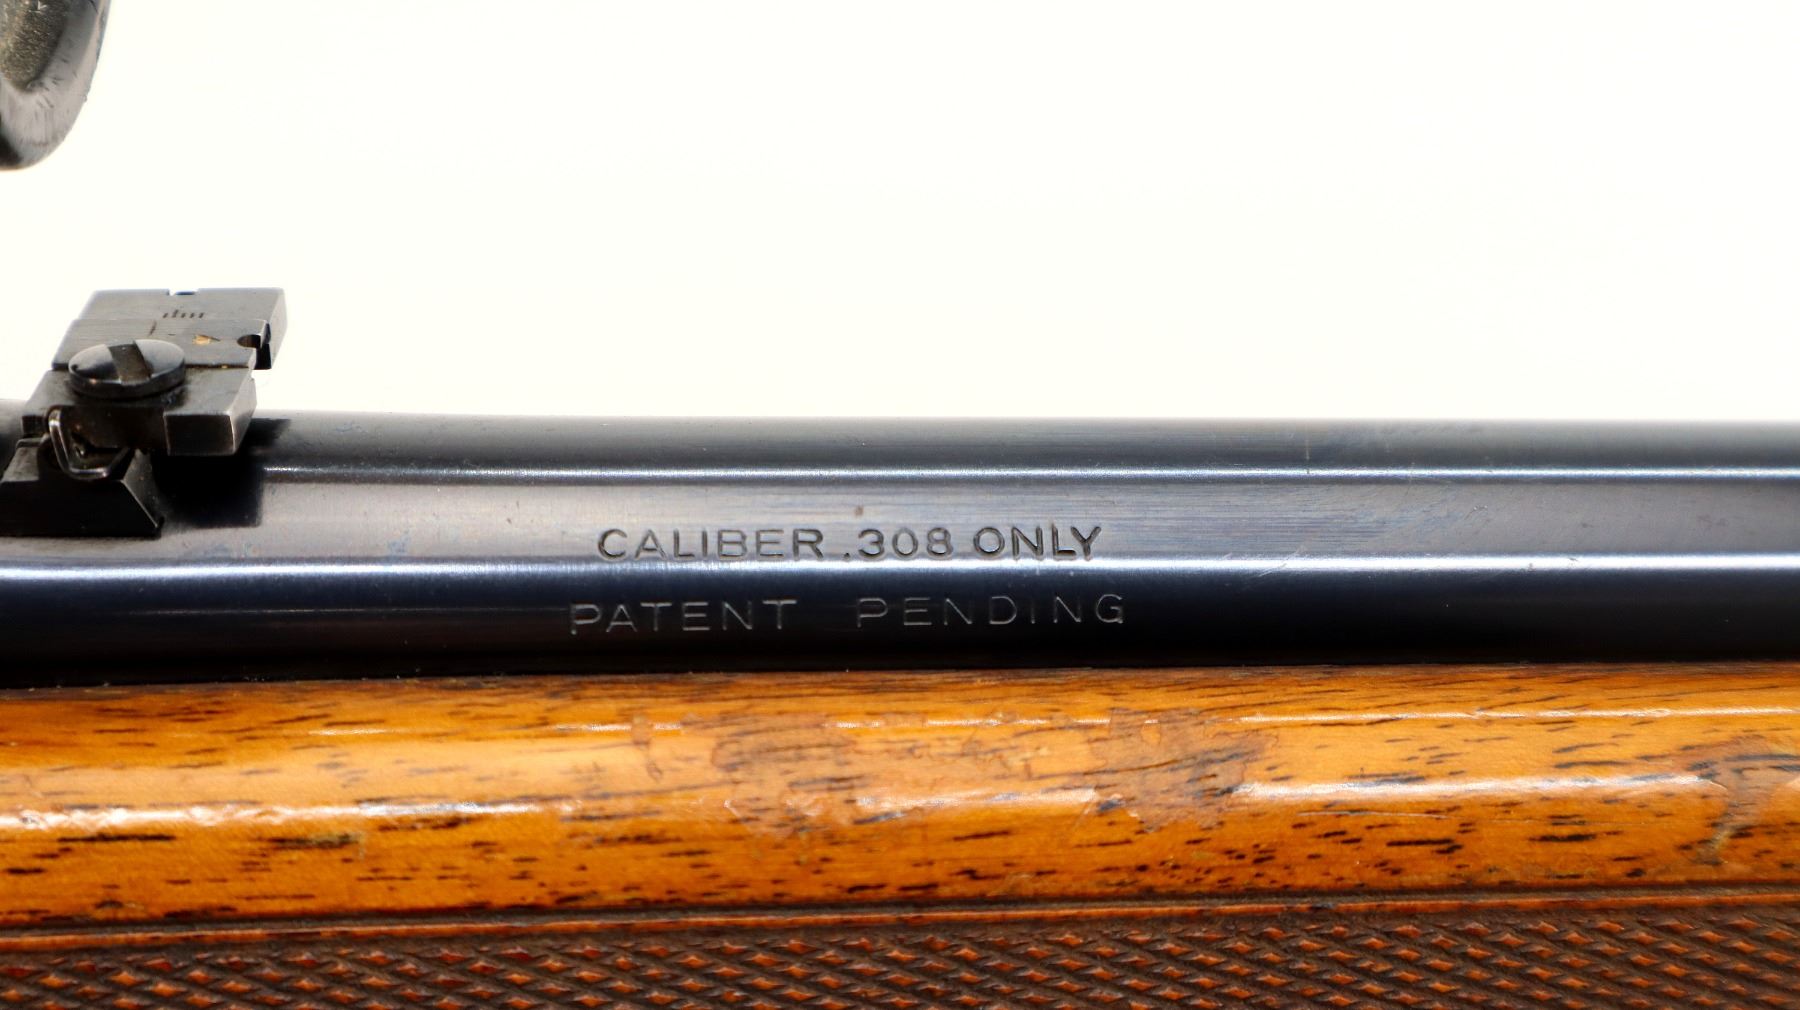 CALIBER .308 ONLY
PATENT PENDING